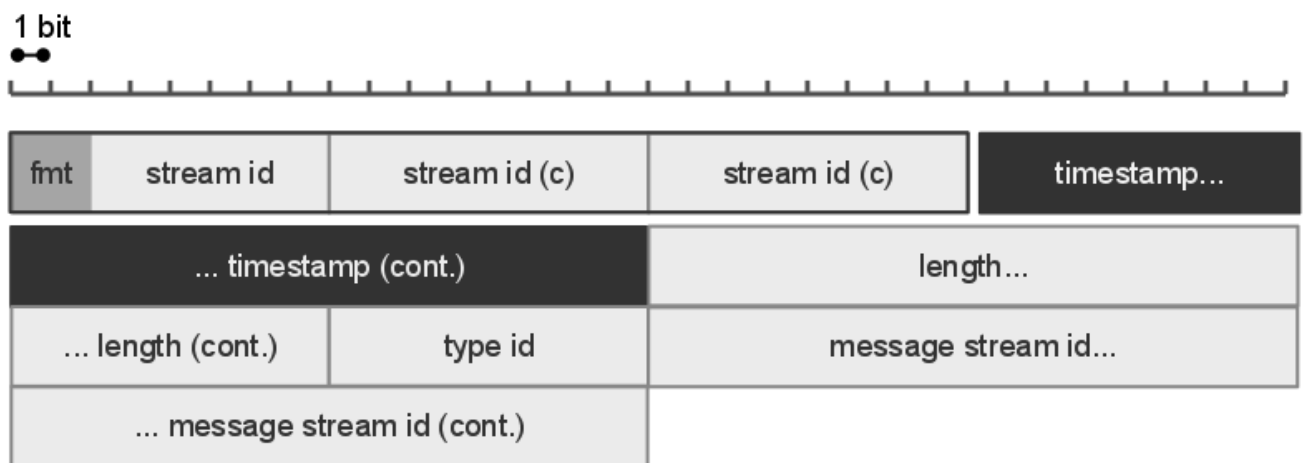 1 bit
fmt stream id stream id (c) stream id (c) timestamp...
... timestamp (cont.) length...
... length (cont.) type id message stream id...
... message stream id (cont.)